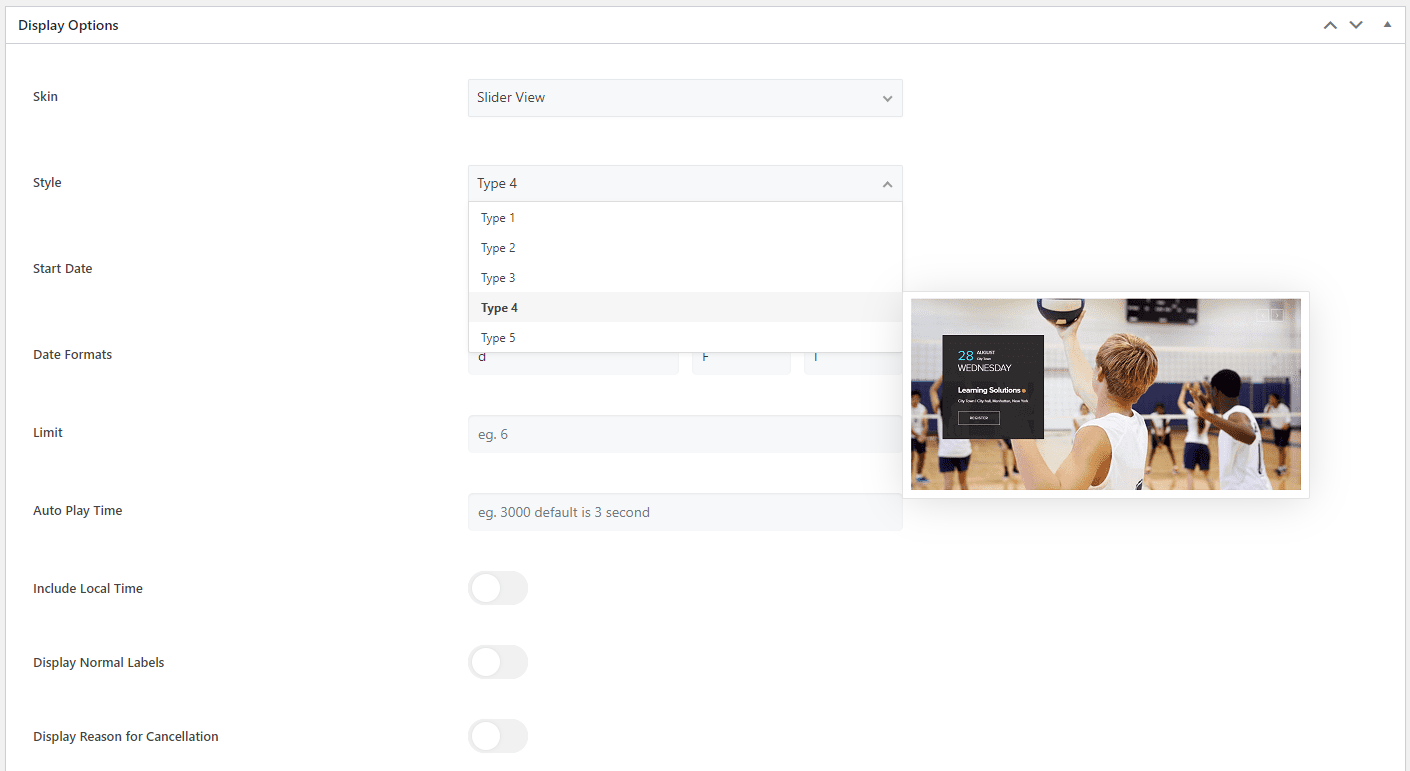 Display Options
Skin
Slider View
Style
Type 4
Type 1
Type 2
Type 3
Type 4
Type 5
Start Date
Date Formats
d
F
l
28 AUGUST
City Town
WEDNESDAY
Learning Solutions
City Town / City hall, Manhattan, New York
REGISTER
Limit
eg. 6
Auto Play Time
eg. 3000 default is 3 second
Include Local Time
Display Normal Labels
Display Reason for Cancellation